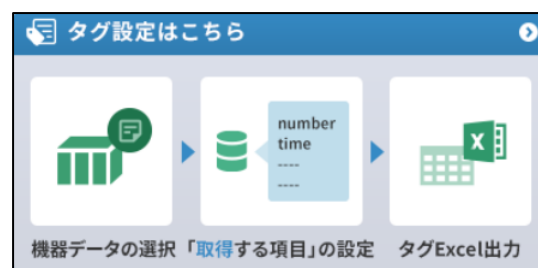 タグ設定はこちら
number
time
----
----
X
機器データの選択
「取得する項目」の設定
タグExcel出力